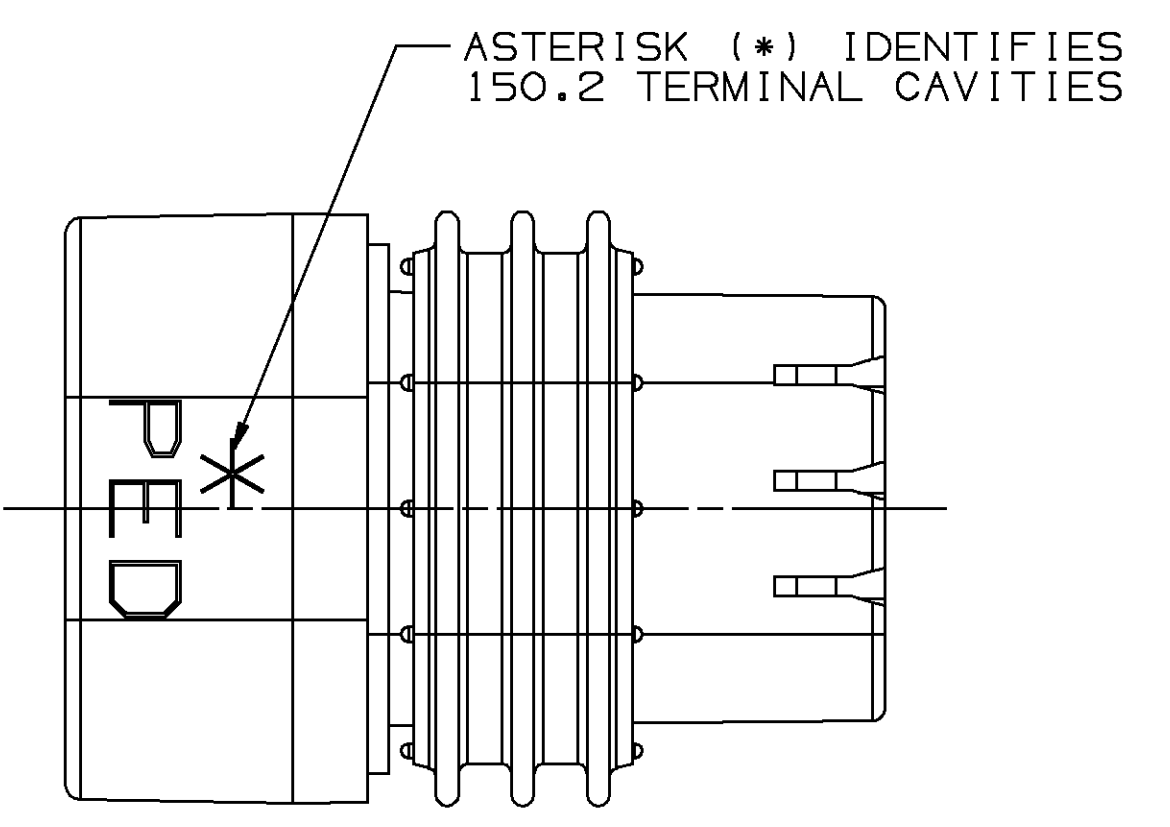 ASTERISK (*) IDENTIFIES
150.2 TERMINAL CAVITIES
*
PED